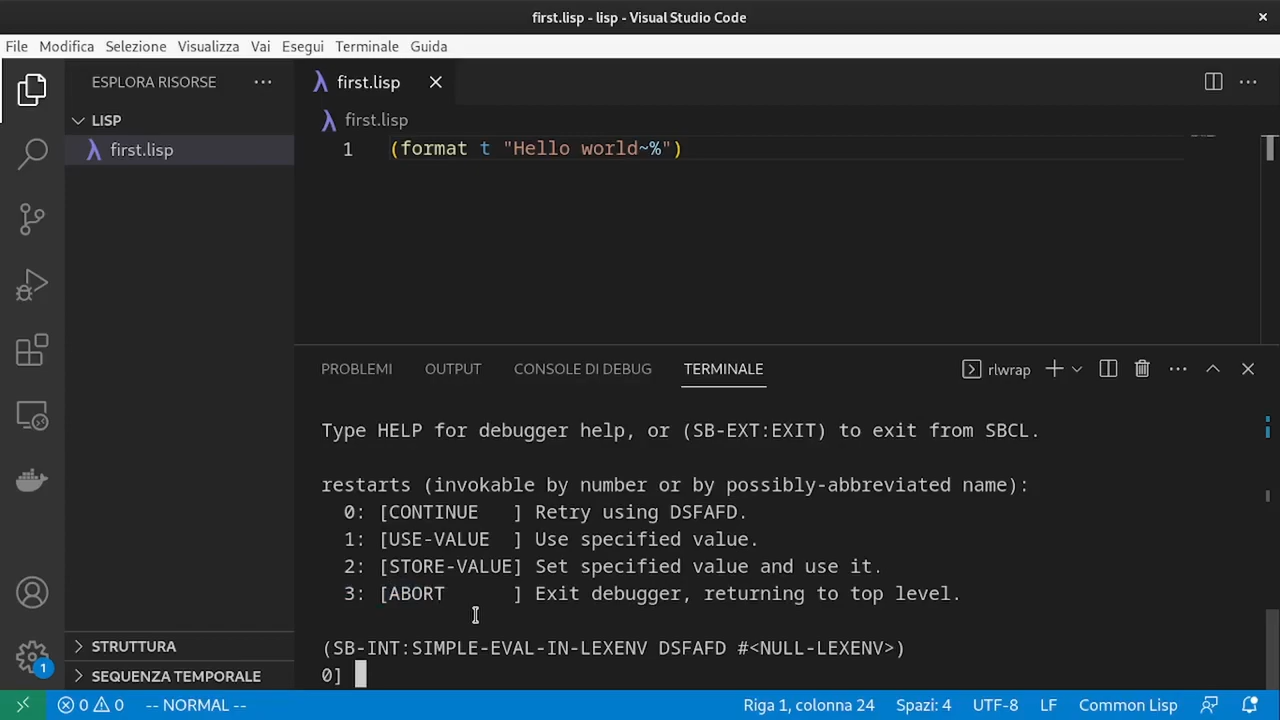 first.lisp - lisp - Visual Studio Code
File Modifica Selezione Visualizza Vai Esegui Terminale Guida
ESPLORA RISORSE
LISP
first.lisp
STRUTTURA
SEQUENZA TEMPORALE
first.lisp
first.lisp
1 (format t "Hello world~%")
PROBLEMI OUTPUT CONSOLE DI DEBUG TERMINALE rlwrap
Type HELP for debugger help, or (SB-EXT:EXIT) to exit from SBCL.
restarts (invokable by number or by possibly-abbreviated name):
0: [CONTINUE   ] Retry using DSFAFD.
1: [USE-VALUE  ] Use specified value.
2: [STORE-VALUE] Set specified value and use it.
3: [ABORT      ] Exit debugger, returning to top level.
(SB-INT:SIMPLE-EVAL-IN-LEXENV DSFAFD #<NULL-LEXENV>)
0]
1
0 0 -- NORMAL -- Riga 1, colonna 24 Spazi: 4 UTF-8 LF Common Lisp